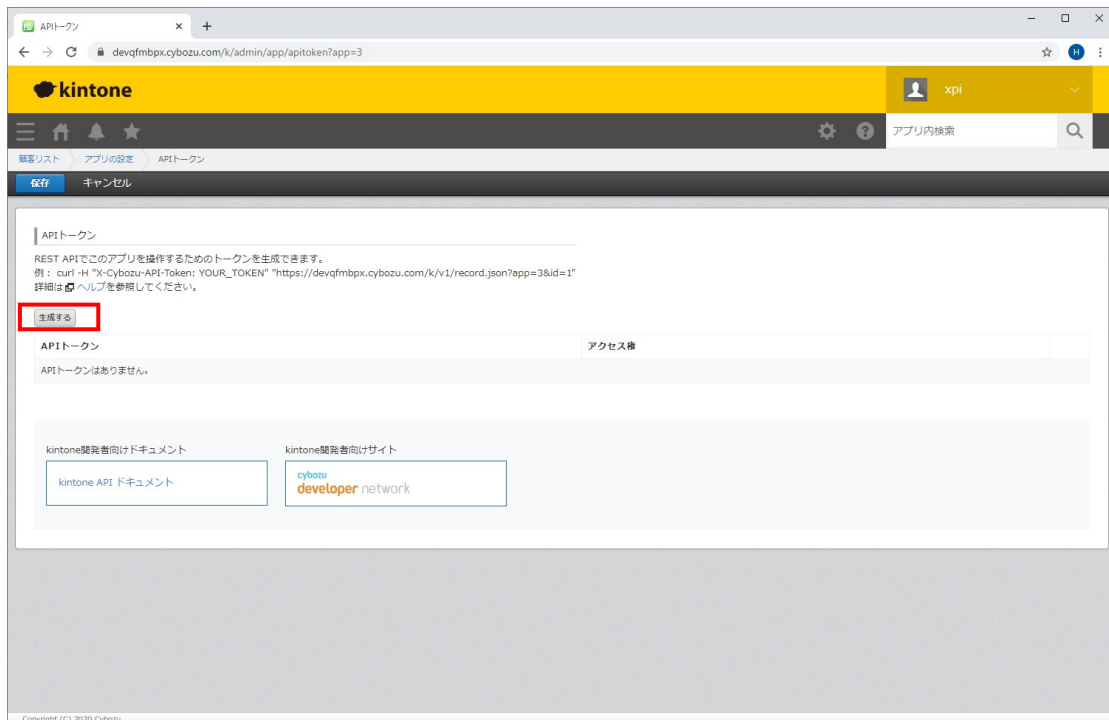 APIトークン
devqfmbpx.cybozu.com/k/admin/app/apitoken?app=3
H
kintone
xpi
アプリ内検索
顧客リスト アプリの設定 APIトークン
保存 キャンセル
APIトークン
REST APIでこのアプリを操作するためのトークンを生成できます。
例： curl -H "X-Cybozu-API-Token: YOUR_TOKEN" "https://devqfmbpx.cybozu.com/k/v1/record.json?app=3&id=1"
詳細は ヘルプを参照してください。
生成する
APIトークン アクセス権
APIトークンはありません。
kintone開発者向けドキュメント kintone開発者向けサイト
kintone API ドキュメント
cybozu
developer network
Copyright (C) 2020 Cybozu